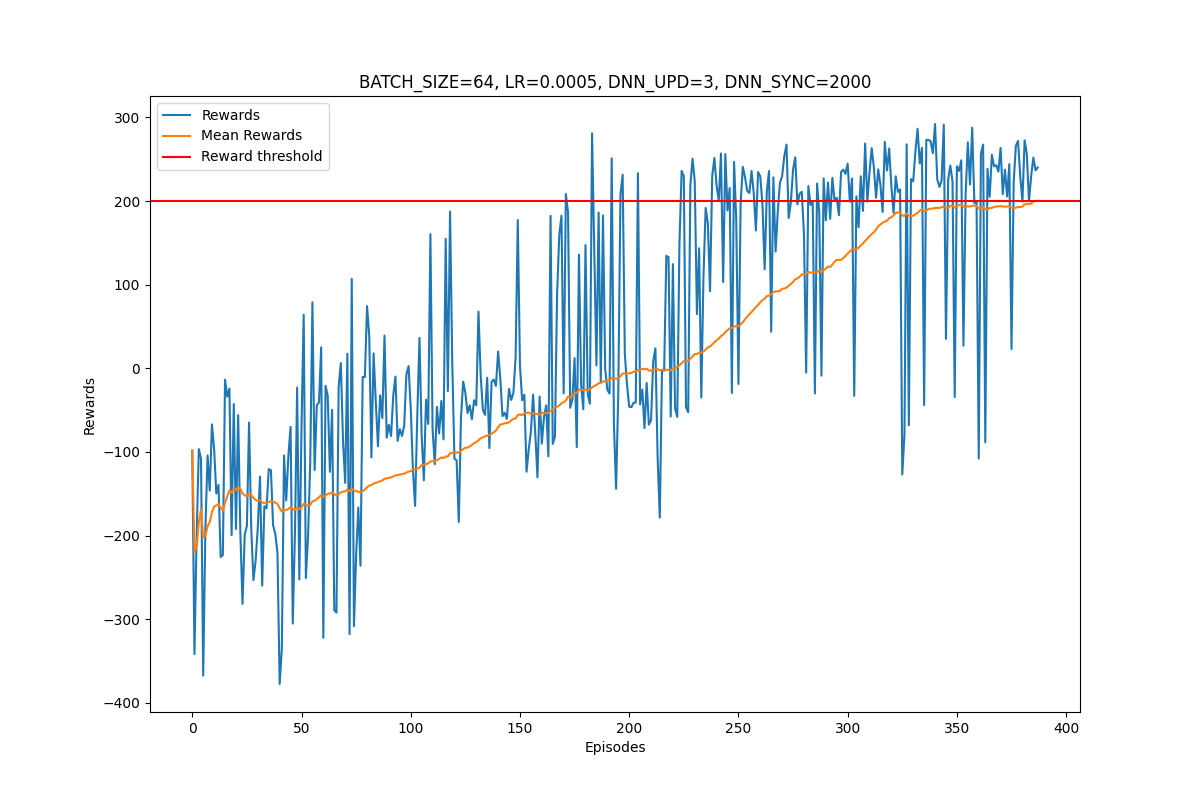 BATCH_SIZE=64, LR=0.0005, DNN_UPD=3, DNN_SYNC=2000
Rewards
Mean Rewards
Reward threshold
300
200
100
0
−100
−200
−300
−400
Rewards
0 50 100 150 200 250 300 350 400
Episodes